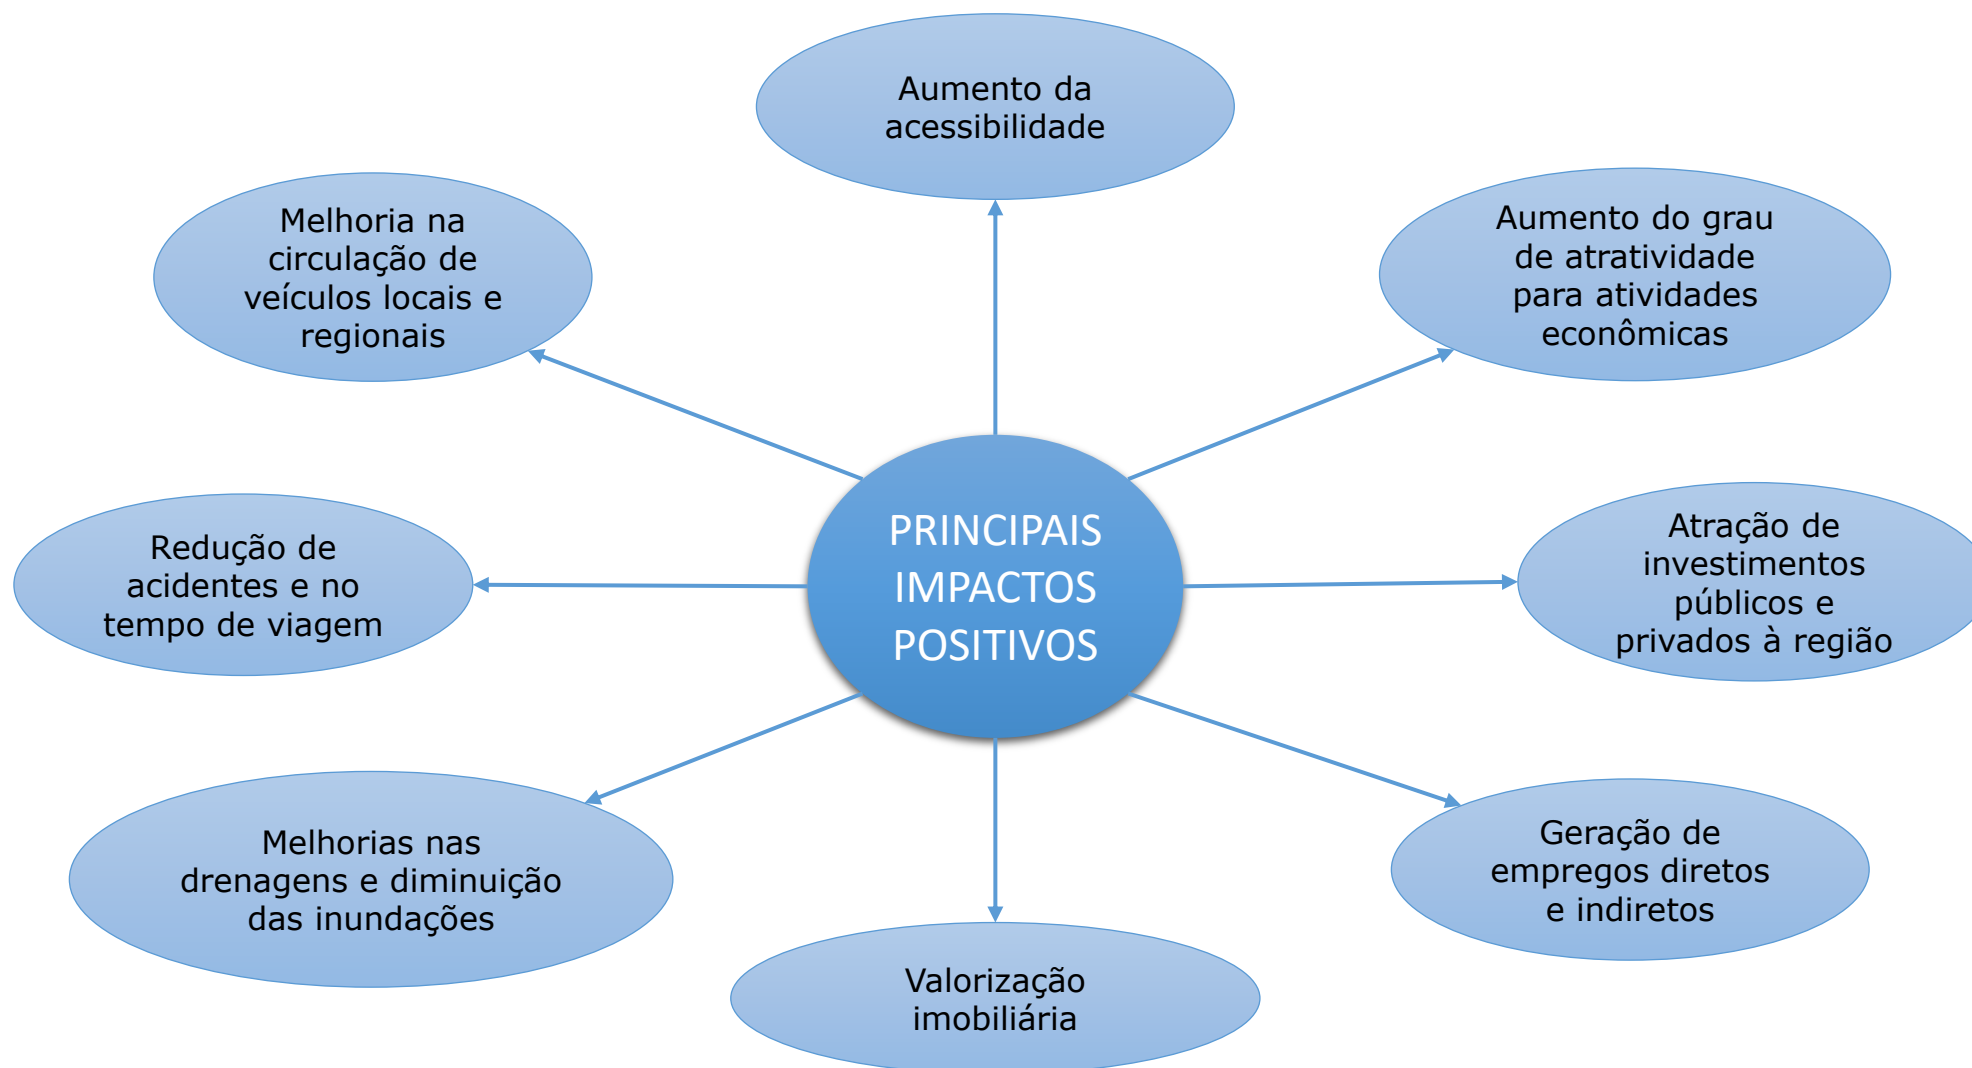 Aumento da
acessibilidade
Melhoria na
circulação de
veículos locais e
regionais
Aumento do grau
de atratividade
para atividades
econômicas
Redução de
acidentes e no
tempo de viagem
PRINCIPAIS
IMPACTOS
POSITIVOS
Atração de
investimentos
públicos e
privados à região
Melhorias nas
drenagens e diminuição
das inundações
Geração de
empregos diretos
e indiretos
Valorização
imobiliária